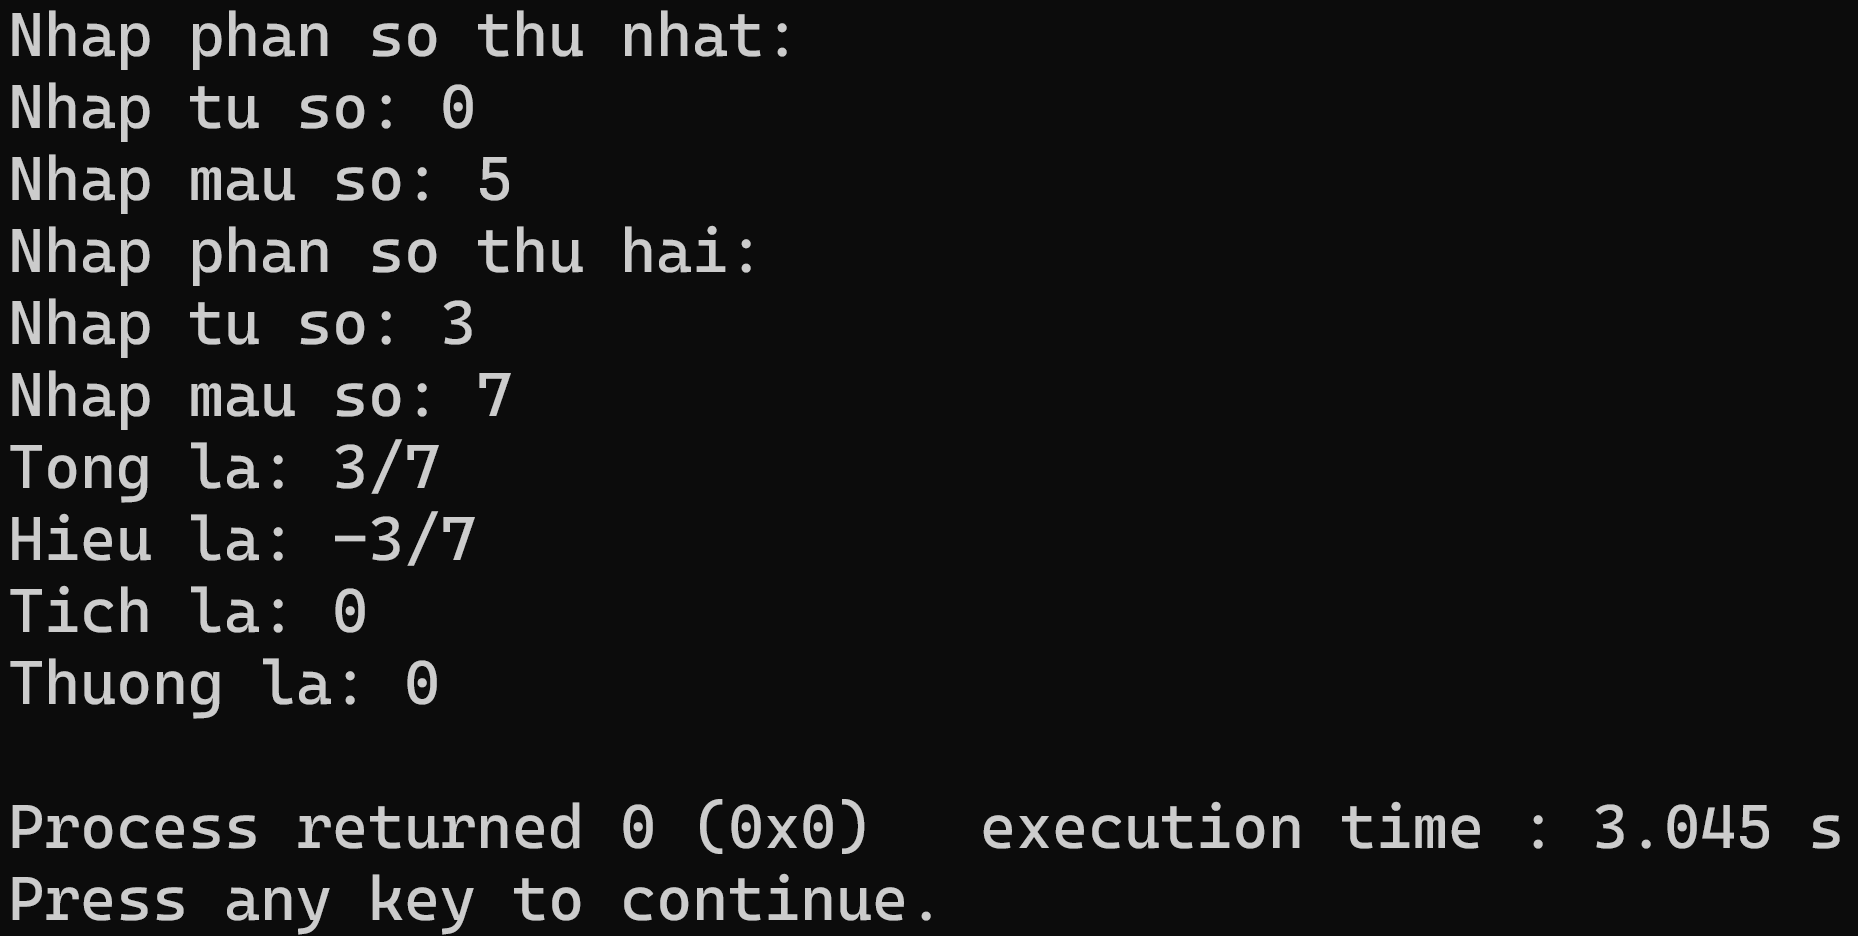 Nhap phan so thu nhat:
Nhap tu so: 0
Nhap mau so: 5
Nhap phan so thu hai:
Nhap tu so: 3
Nhap mau so: 7
Tong la: 3/7
Hieu la: -3/7
Tich la: 0
Thuong la: 0

Process returned 0 (0x0)   execution time : 3.045 s
Press any key to continue.